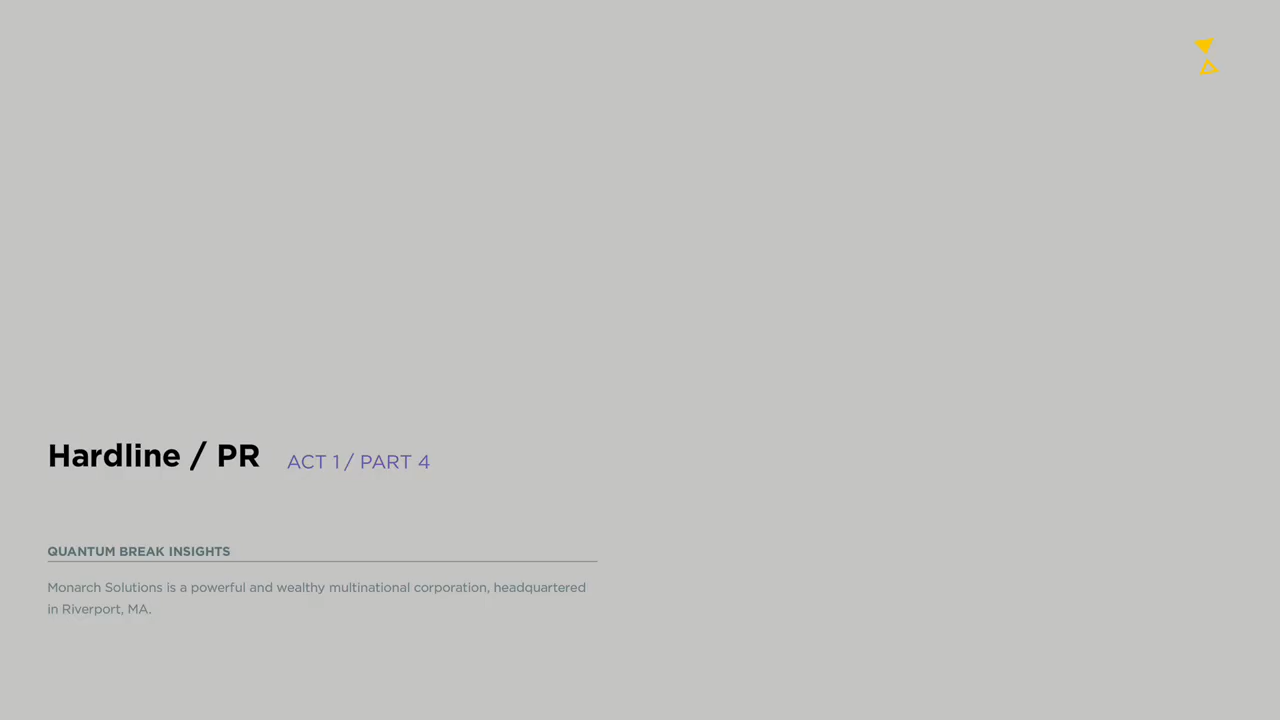 Hardline / PR ACT 1 / PART 4
QUANTUM BREAK INSIGHTS
Monarch Solutions is a powerful and wealthy multinational corporation, headquartered
in Riverport, MA.